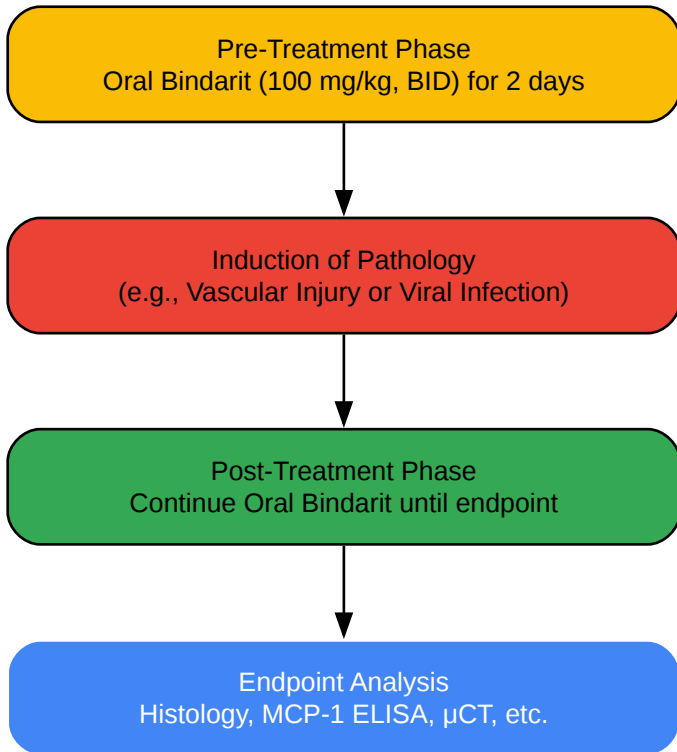 Pre-Treatment Phase
Oral Bindarit (100 mg/kg, BID) for 2 days
Induction of Pathology
(e.g., Vascular Injury or Viral Infection)
Post-Treatment Phase
Continue Oral Bindarit until endpoint
Endpoint Analysis
Histology, MCP-1 ELISA, µCT, etc.